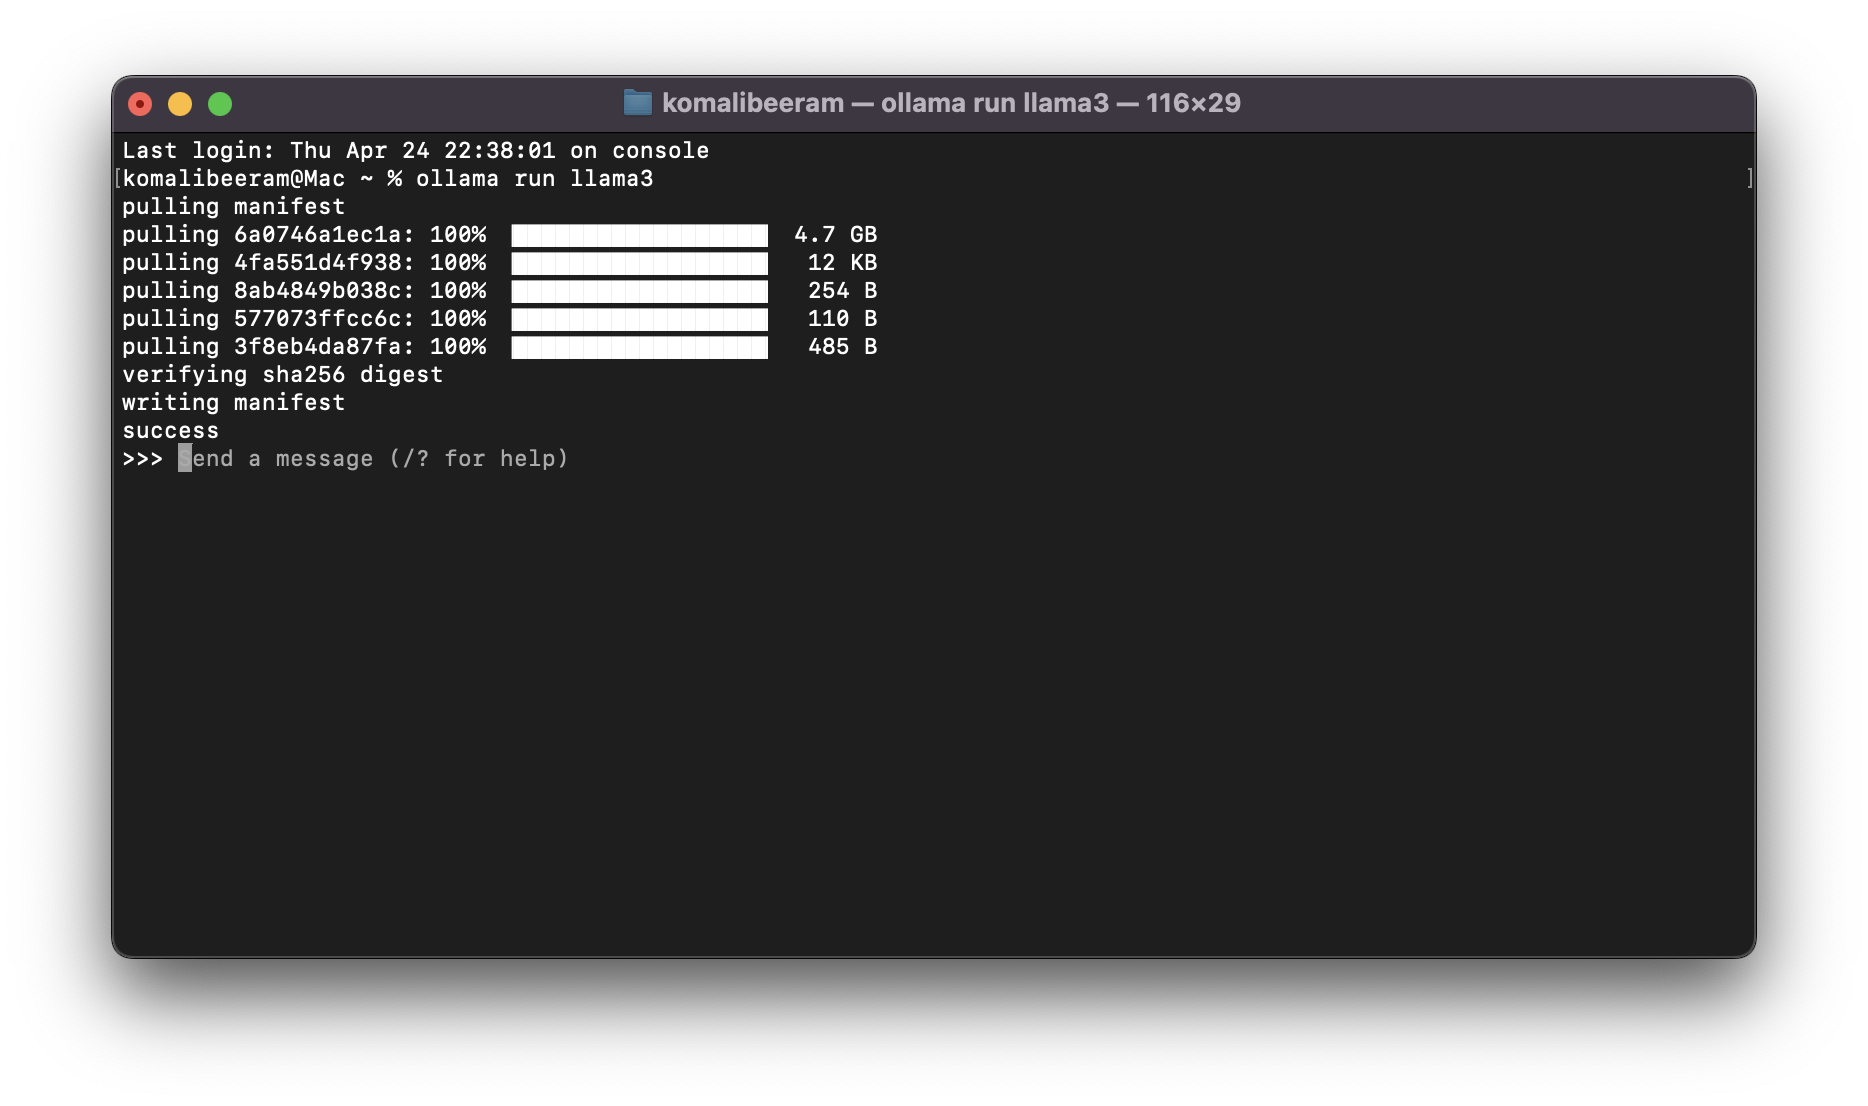 komalibeeram — ollama run llama3 — 116×29
Last login: Thu Apr 24 22:38:01 on console
[komalibeeram@Mac ~ % ollama run llama3 ]
pulling manifest
pulling 6a0746a1ec1a: 100% 4.7 GB
pulling 4fa551d4f938: 100% 12 KB
pulling 8ab4849b038c: 100% 254 B
pulling 577073ffcc6c: 100% 110 B
pulling 3f8eb4da87fa: 100% 485 B
verifying sha256 digest
writing manifest
success
>>> Send a message (/? for help)